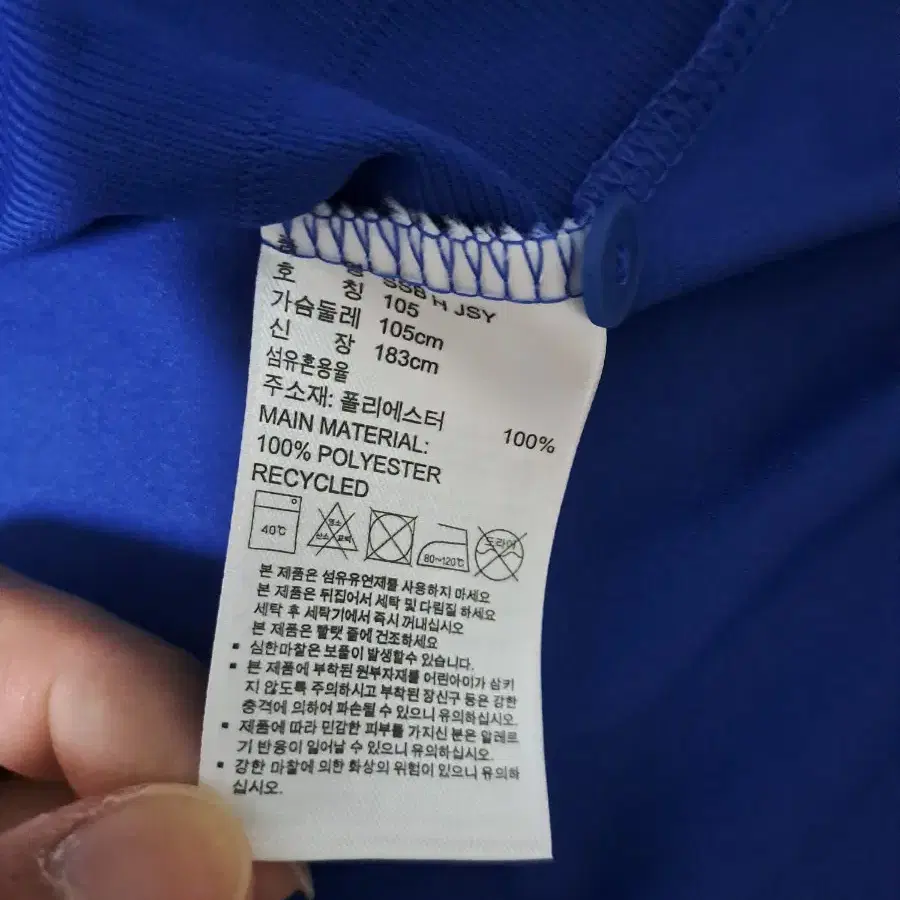 호 칭 SSB H JSY
가슴둘레 105
신 장 105cm
섬유혼용율 183cm
주소재: 폴리에스터 100%
MAIN MATERIAL:
100% POLYESTER
RECYCLED
40℃ 염소 산소 표백 80~120℃ 드라이
본 제품은 섬유유연제를 사용하지 마세요
본 제품은 뒤집어서 세탁 및 다림질 하세요
세탁 후 세탁기에서 즉시 꺼내십시오
본 제품은 빨랫 줄에 건조하세요
▪ 심한마찰은 보풀이 발생할수 있습니다.
▪ 본 제품에 부착된 원부자재를 어린아이가 삼키
지 않도록 주의하시고 부착된 장신구 등은 강한
충격에 의하여 파손될 수 있으니 유의하십시오.
▪ 제품에 따라 민감한 피부를 가지신 분은 알레르
기 반응이 일어날 수 있으니 유의하십시오.
▪ 강한 마찰에 의한 화상의 위험이 있으니 유의하
십시오.